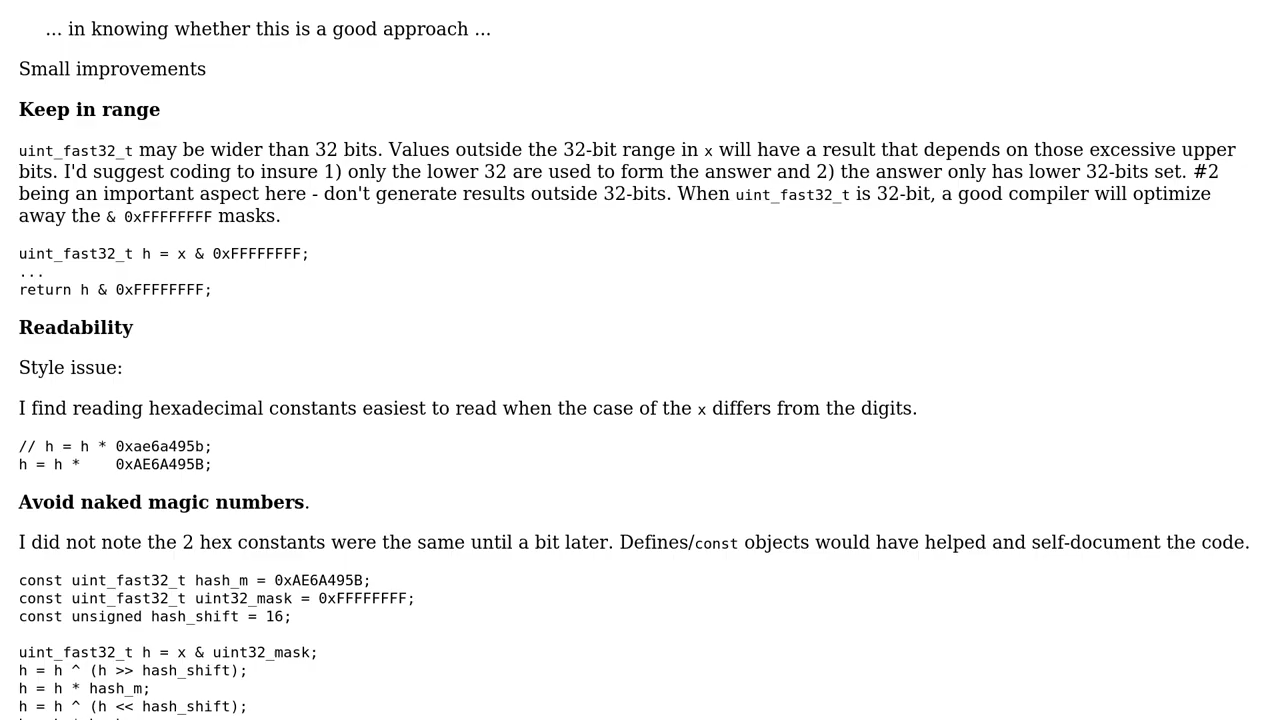 ... in knowing whether this is a good approach ...
Small improvements
Keep in range
uint_fast32_t may be wider than 32 bits. Values outside the 32-bit range in x will have a result that depends on those excessive upper
bits. I'd suggest coding to insure 1) only the lower 32 are used to form the answer and 2) the answer only has lower 32-bits set. #2
being an important aspect here - don't generate results outside 32-bits. When uint_fast32_t is 32-bit, a good compiler will optimize
away the & 0xFFFFFFFF masks.
uint_fast32_t h = x & 0xFFFFFFFF;
...
return h & 0xFFFFFFFF;
Readability
Style issue:
I find reading hexadecimal constants easiest to read when the case of the x differs from the digits.
// h = h * 0xae6a495b;
h = h *    0xAE6A495B;
Avoid naked magic numbers.
I did not note the 2 hex constants were the same until a bit later. Defines/const objects would have helped and self-document the code.
const uint_fast32_t hash_m = 0xAE6A495B;
const uint_fast32_t uint32_mask = 0xFFFFFFFF;
const unsigned hash_shift = 16;
uint_fast32_t h = x & uint32_mask;
h = h ^ (h >> hash_shift);
h = h * hash_m;
h = h ^ (h << hash_shift);